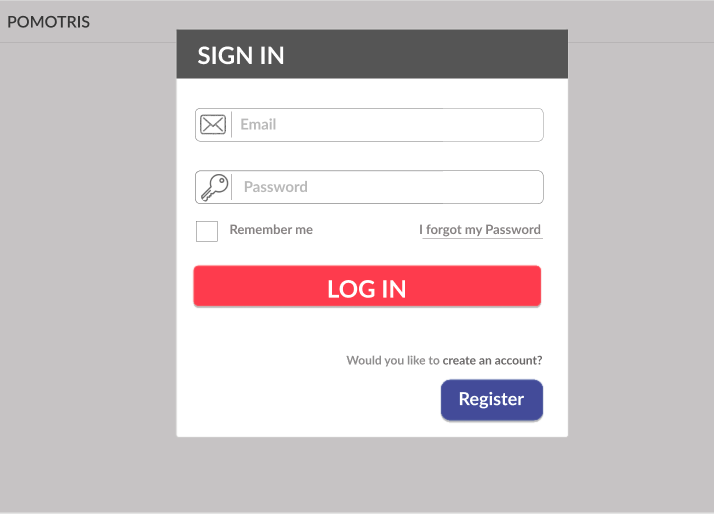 POMOTRIS
SIGN IN
Email
Password
Remember me
I forgot my Password
LOG IN
Would you like to create an account?
Register